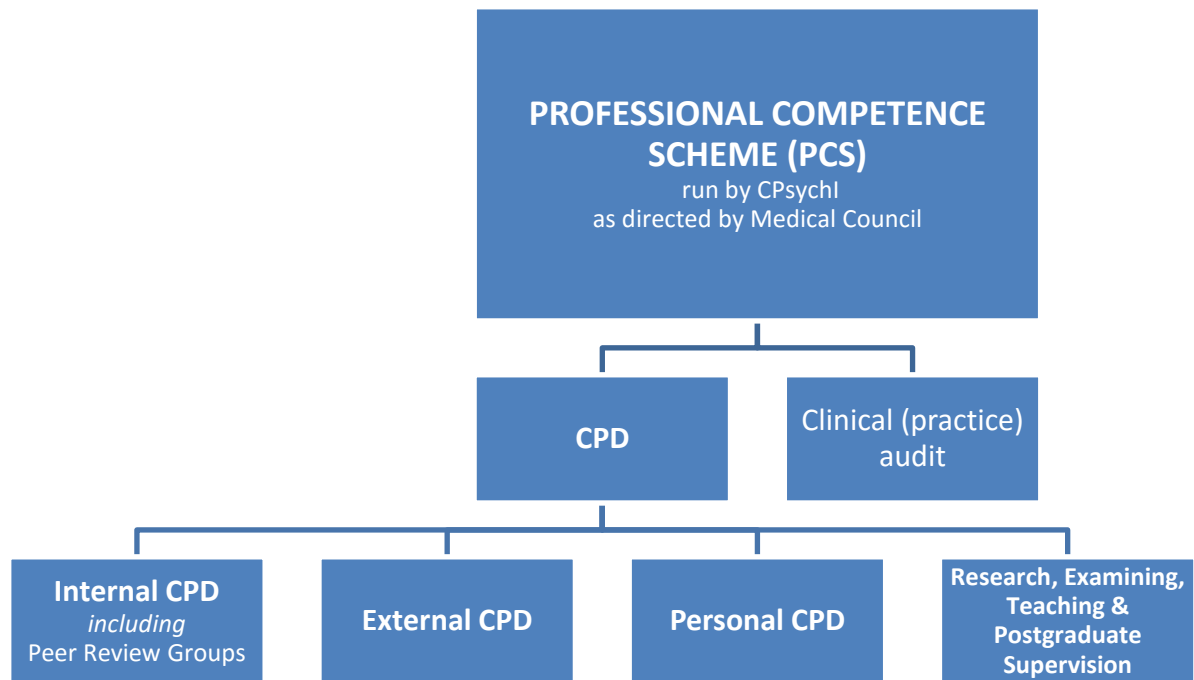 PROFESSIONAL COMPETENCE
SCHEME (PCS)
run by CPsychI
as directed by Medical Council
CPD
Clinical (practice)
audit
Internal CPD
including
Peer Review Groups
External CPD
Personal CPD
Research, Examining,
Teaching &
Postgraduate
Supervision